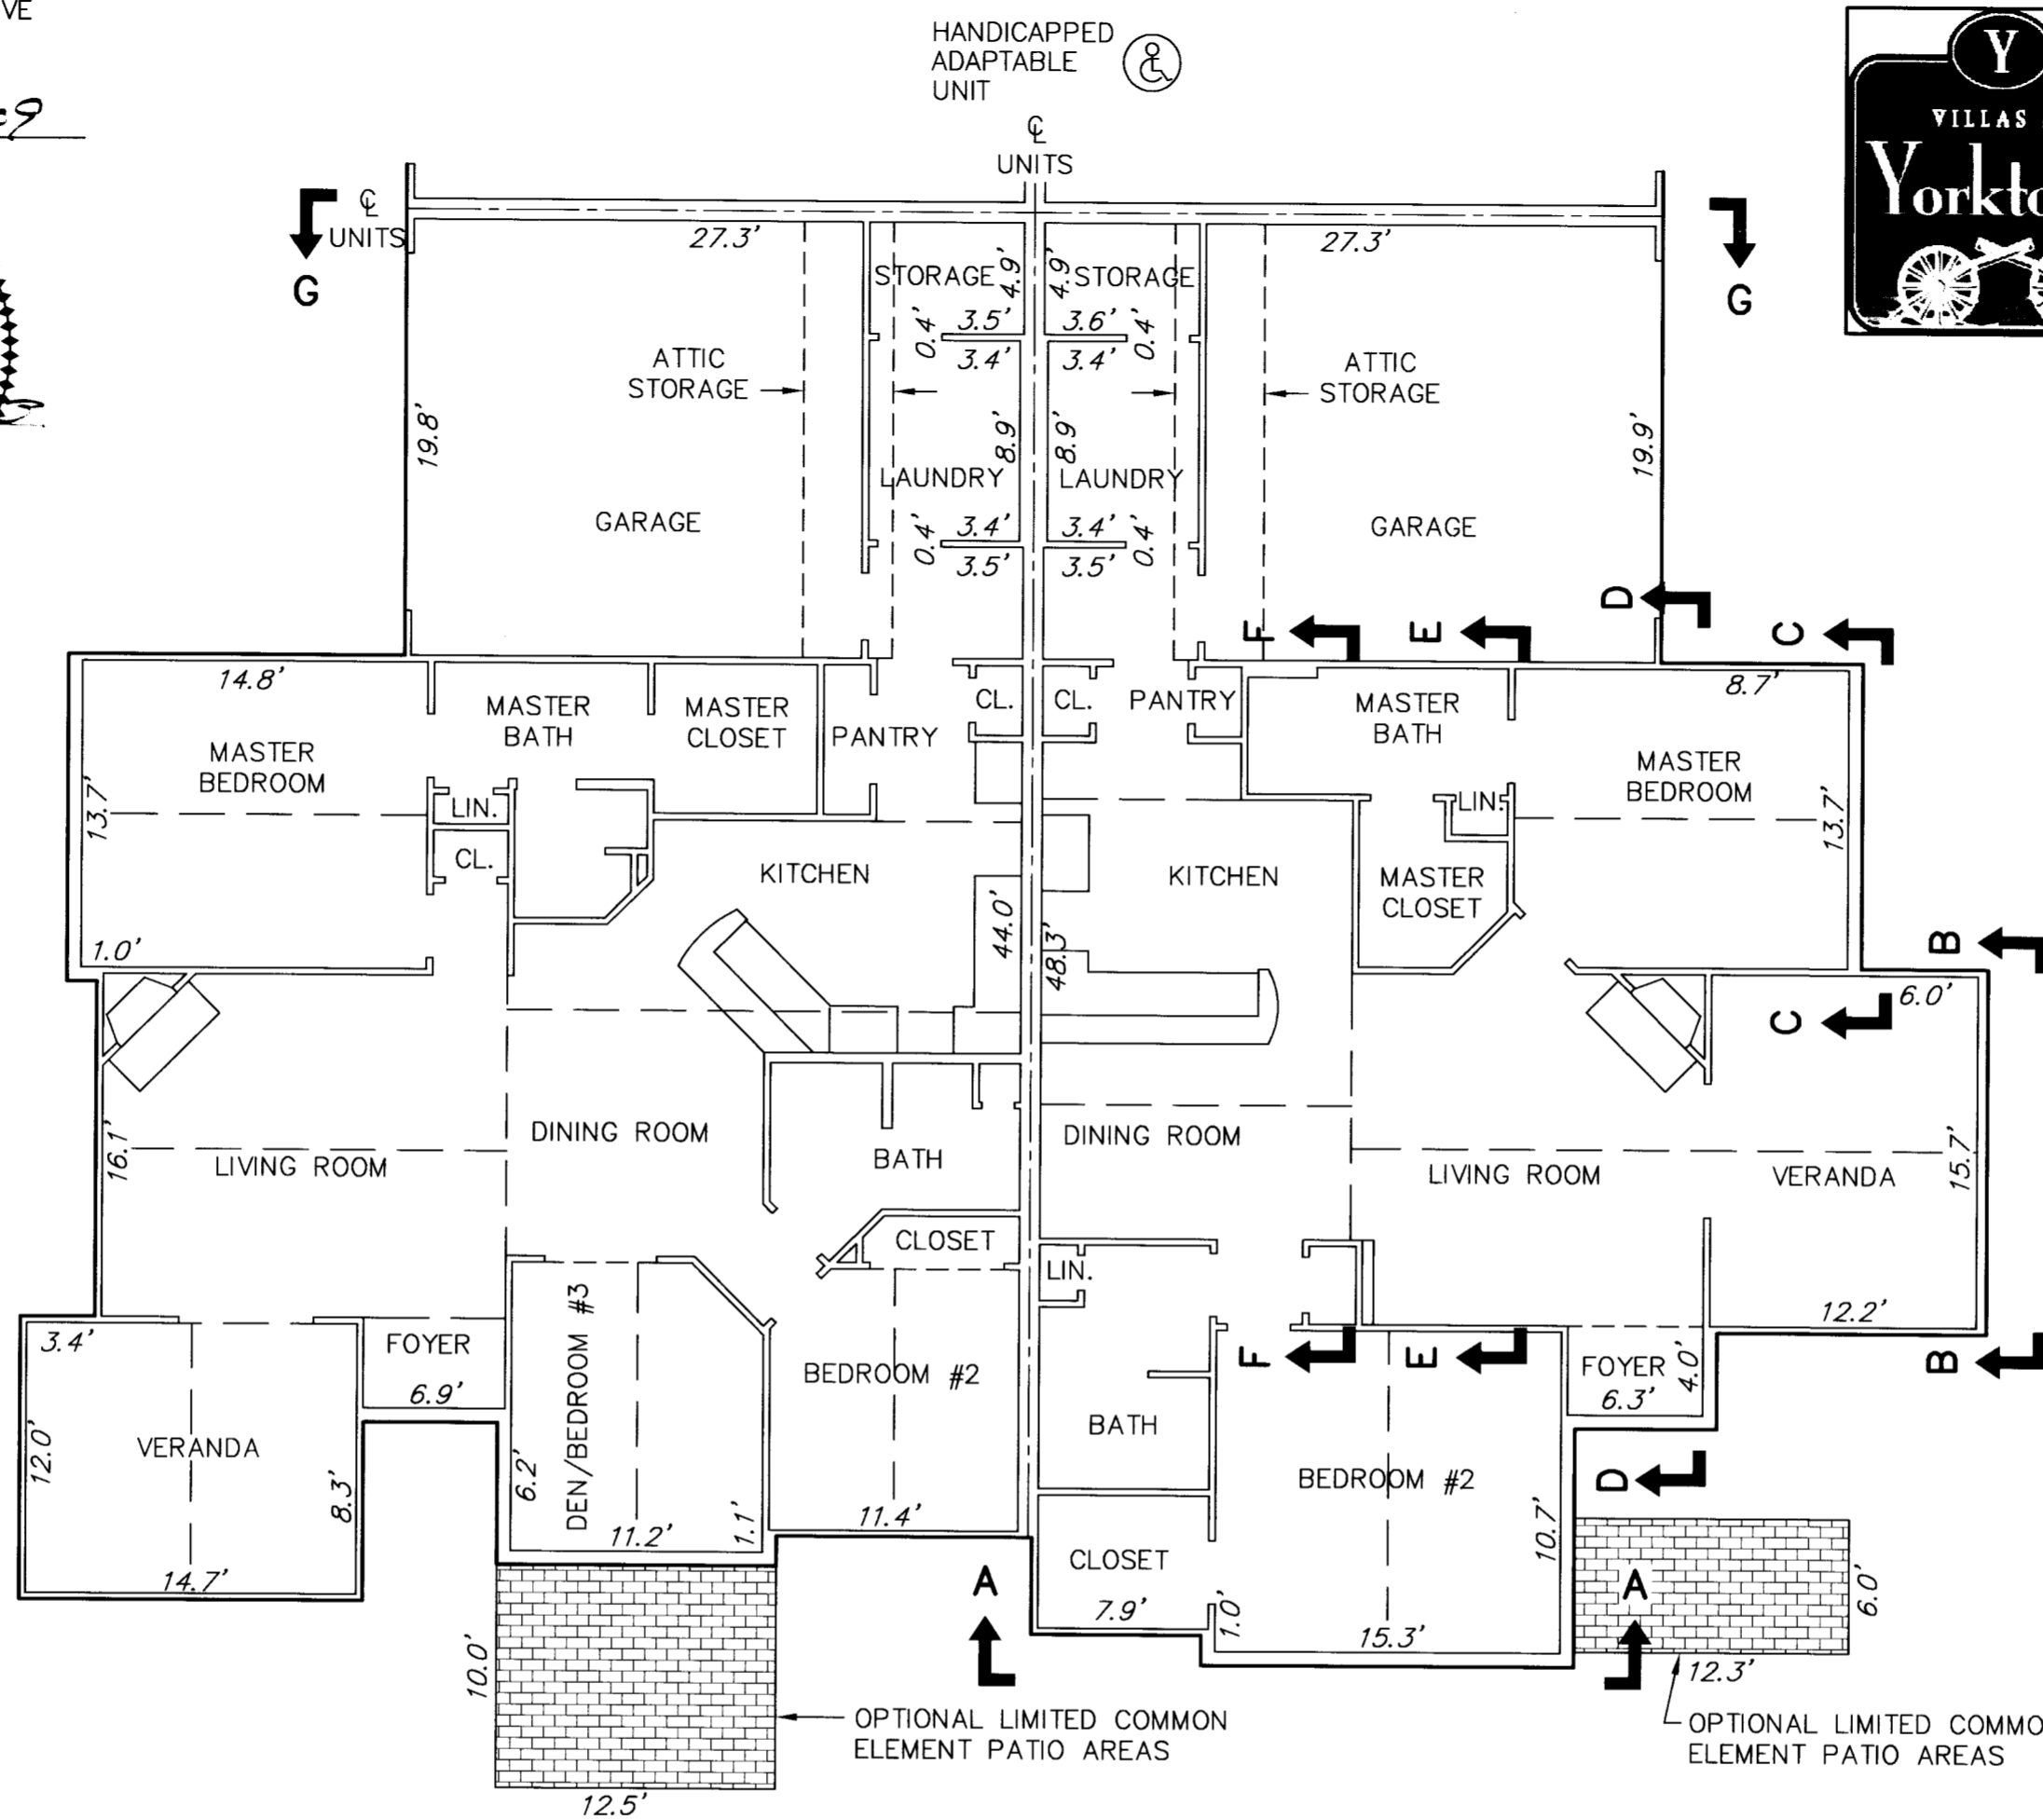 VE
HANDICAPPED
ADAPTABLE
UNIT
Y
VILLAS
℄
UNITS
℄
UNITS
G
27.3'
STORAGE
4.9'
4.9'
STORAGE
27.3'
G
3.5'
0.4'
3.4'
3.6'
0.4'
3.4'
ATTIC
STORAGE
ATTIC
STORAGE
19.8'
8.9'
8.9'
19.9'
LAUNDRY
LAUNDRY
GARAGE
GARAGE
0.4'
3.4'
3.5'
3.4'
0.4'
3.5'
F
E
D
C
14.8'
MASTER
BATH
MASTER
CLOSET
PANTRY
CL.
CL.
PANTRY
MASTER
BATH
8.7'
MASTER
BEDROOM
MASTER
BEDROOM
13.7'
LIN.
CL.
LIN.
13.7'
KITCHEN
KITCHEN
MASTER
CLOSET
1.0'
44.0'
48.3'
B
6.0'
C
16.1'
LIVING ROOM
DINING ROOM
BATH
DINING ROOM
LIVING ROOM
VERANDA
15.7'
CLOSET
LIN.
12.2'
3.4'
FOYER
6.9'
DEN/BEDROOM #3
BEDROOM #2
F
E
FOYER
6.3'
4.0'
B
12.0'
VERANDA
8.3'
6.2'
BATH
BEDROOM #2
D
14.7'
11.2'
1.1'
11.4'
10.7'
CLOSET
A
A
6.0'
7.9'
1.0'
15.3'
10.0'
12.3'
OPTIONAL LIMITED COMMON
ELEMENT PATIO AREAS
OPTIONAL LIMITED COMMO
ELEMENT PATIO AREAS
12.5'